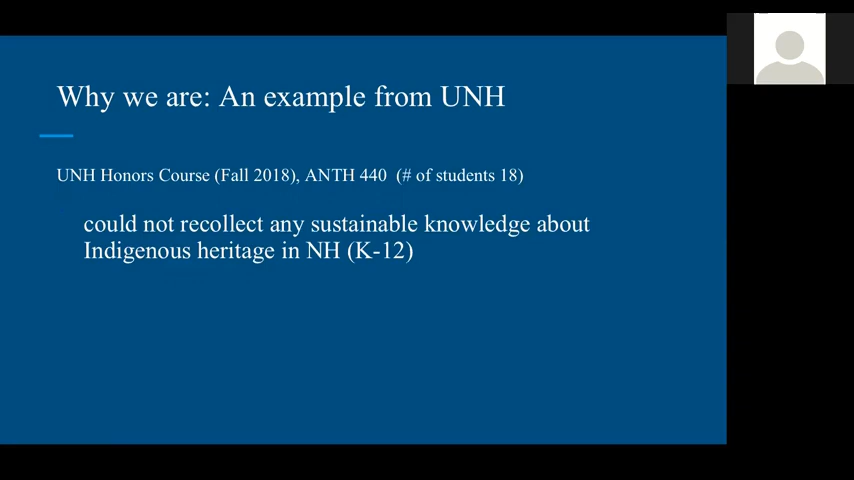 Why we are: An example from UNH
UNH Honors Course (Fall 2018), ANTH 440 (# of students 18)
could not recollect any sustainable knowledge about
Indigenous heritage in NH (K-12)